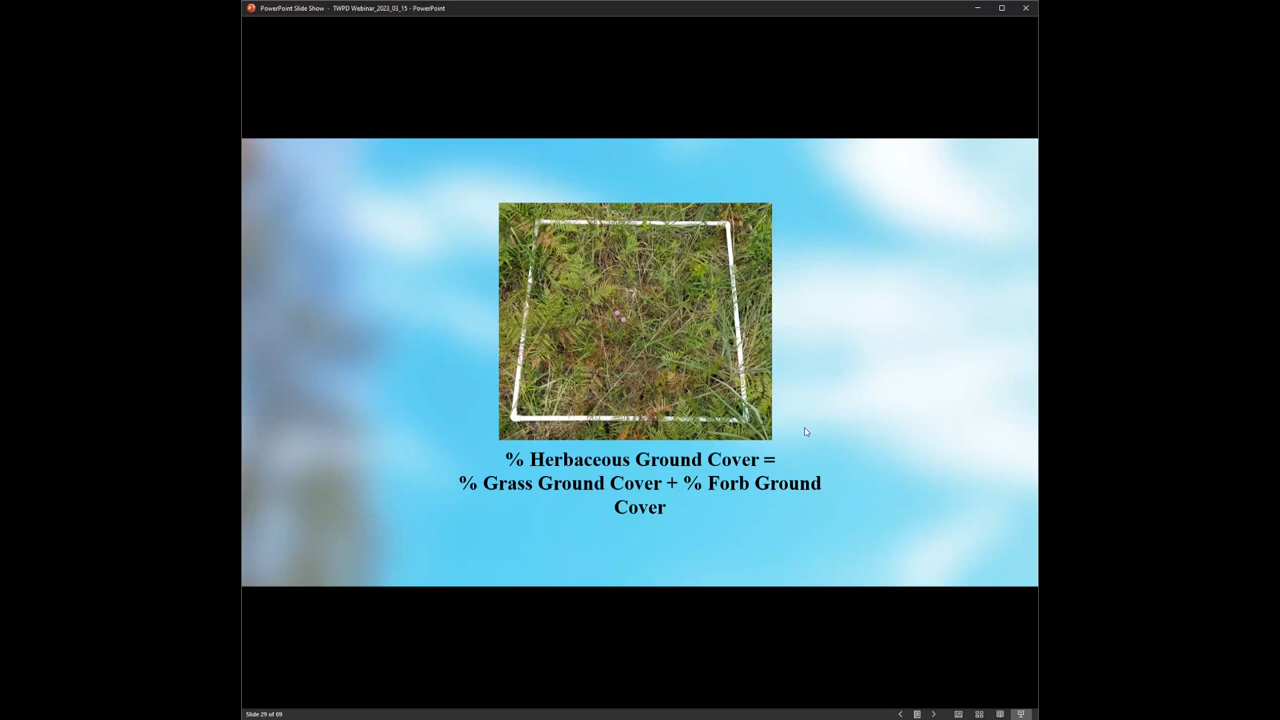 PowerPoint Slide Show - TWPD Webinar_2023_03_15 - PowerPoint
% Herbaceous Ground Cover =
% Grass Ground Cover + % Forb Ground
Cover
Slide 29 of 69